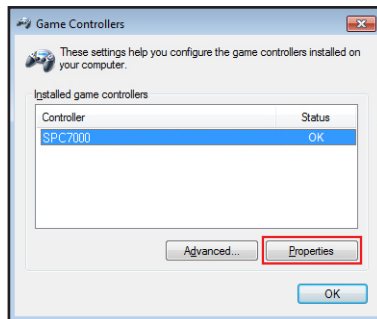 Game Controllers
These settings help you configure the game controllers installed on
your computer.
Installed game controllers
Controller Status
SPC7000 OK
Advanced... Properties
OK